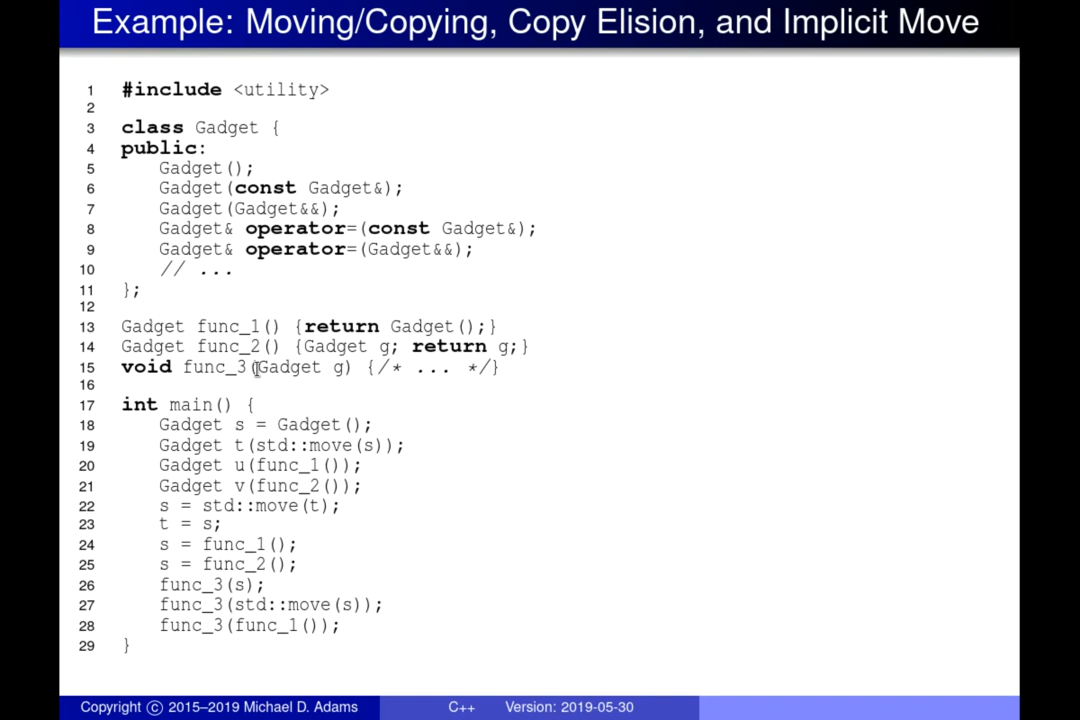 Example: Moving/Copying, Copy Elision, and Implicit Move
1 #include <utility>
2
3 class Gadget {
4 public:
5     Gadget();
6     Gadget(const Gadget&);
7     Gadget(Gadget&&);
8     Gadget& operator=(const Gadget&);
9     Gadget& operator=(Gadget&&);
10     // ...
11 };
12
13 Gadget func_1() {return Gadget();}
14 Gadget func_2() {Gadget g; return g;}
15 void func_3(Gadget g) {/* ... */}
16
17 int main() {
18     Gadget s = Gadget();
19     Gadget t(std::move(s));
20     Gadget u(func_1());
21     Gadget v(func_2());
22     s = std::move(t);
23     t = s;
24     s = func_1();
25     s = func_2();
26     func_3(s);
27     func_3(std::move(s));
28     func_3(func_1());
29 }
Copyright © 2015–2019 Michael D. Adams C++ Version: 2019-05-30